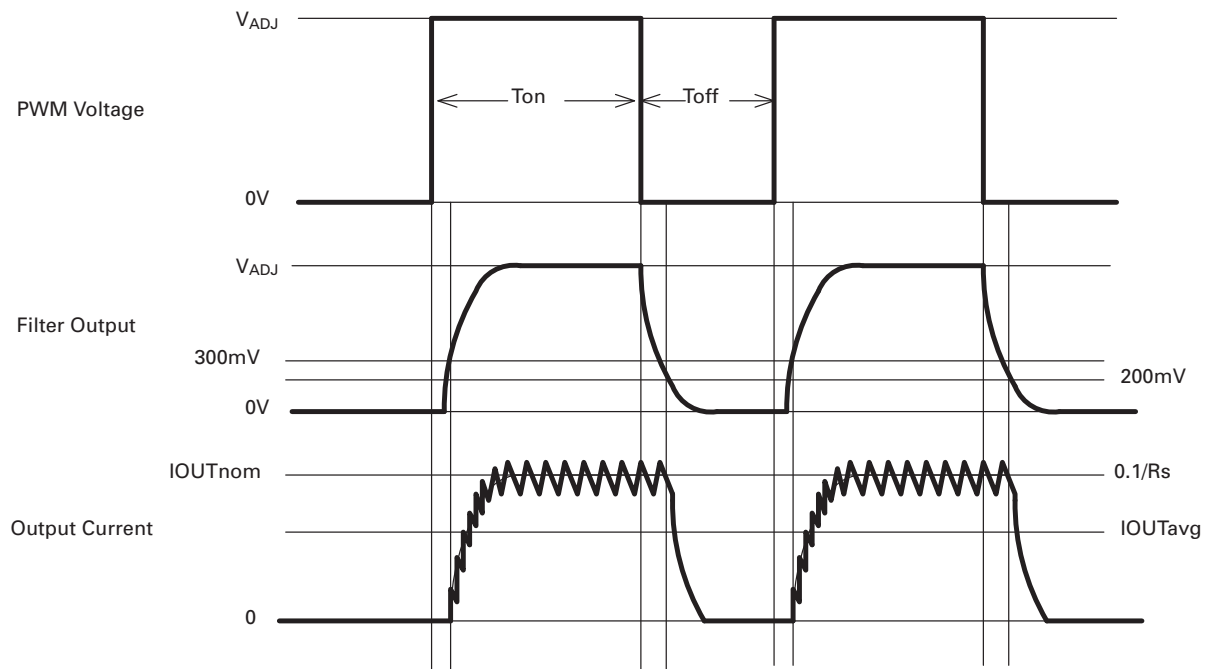 VADJ
PWM Voltage
Ton
Toff
0V
VADJ
Filter Output
300mV
200mV
0V
IOUTnom
0.1/Rs
Output Current
IOUTavg
0